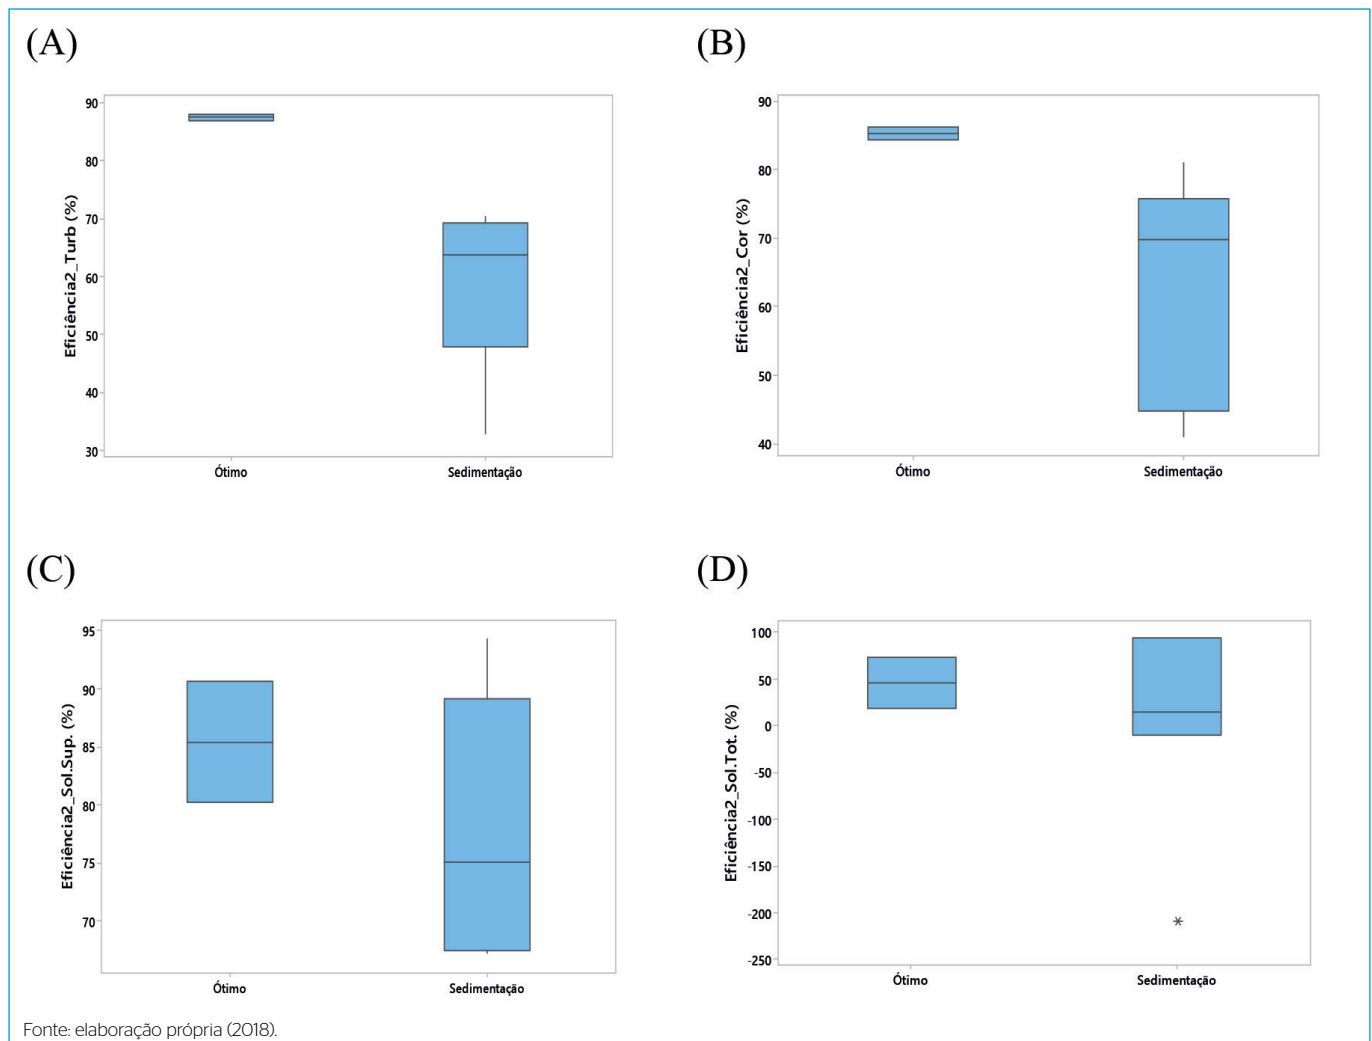 (A)
Eficiência2_Turb (%)
90
80
70
60
50
40
30
Ótimo
Sedimentação
(B)
Eficiência2_Cor (%)
90
80
70
60
50
40
Ótimo
Sedimentação
(C)
Eficiência2_Sol.Sup. (%)
95
90
85
80
75
70
Ótimo
Sedimentação
(D)
Eficiência2_Sol.Tot. (%)
100
50
0
-50
-100
-150
-200
-250
Ótimo
Sedimentação
Fonte: elaboração própria (2018).